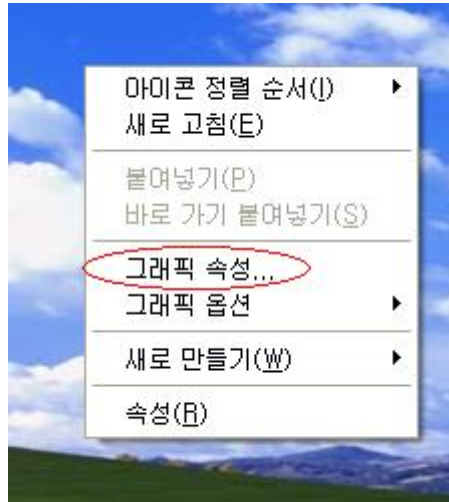 아이콘 정렬 순서(I)
새로 고침(E)
붙여넣기(P)
바로 가기 붙여넣기(S)
그래픽 속성...
그래픽 옵션
새로 만들기(W)
속성(R)